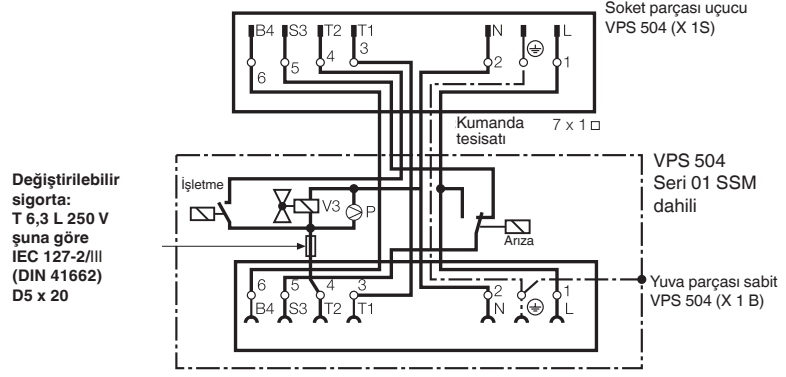 Soket parçası uçucu
VPS 504 (X 1S)
B4 S3 T2 T1 N L
6 5 4 3 2 1
Kumanda
tesisatı
7 x 1 □
VPS 504
Seri 01 SSM
dahili
Değiştirilebilir
sigorta:
T 6,3 L 250 V
şuna göre
IEC 127-2/III
(DIN 41662)
D5 x 20
İşletme
V3
P
Arıza
6 5 4 3 2 1
B4 S3 T2 T1 N L
Yuva parçası sabit
VPS 504 (X 1 B)